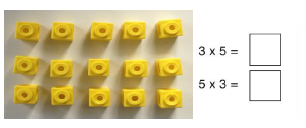 3 x 5 =
5 x 3 =